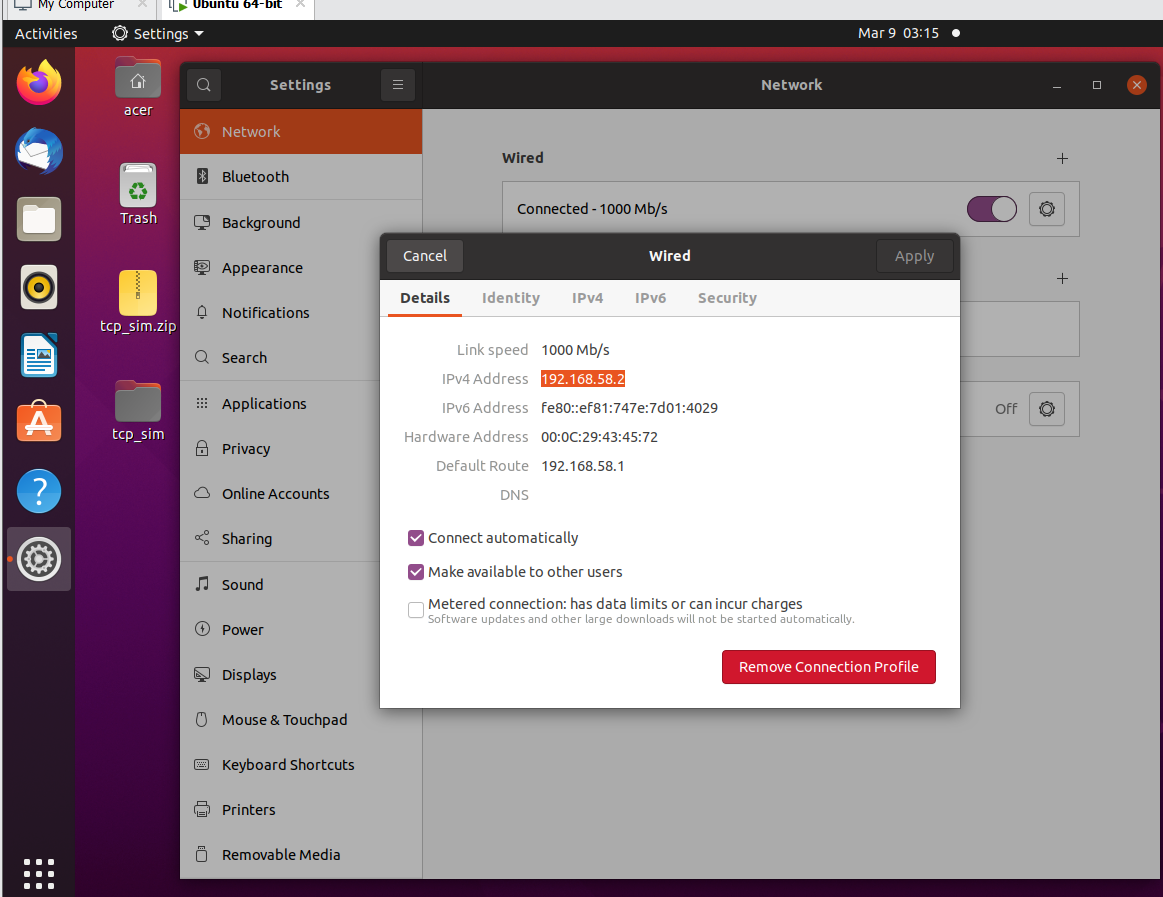 My Computer
Ubuntu 64-bit
Activities
Settings
Mar 9 03:15
acer
Trash
tcp_sim.zip
tcp_sim
Settings
Network
Network
Bluetooth
Background
Appearance
Notifications
Search
Applications
Privacy
Online Accounts
Sharing
Sound
Power
Displays
Mouse & Touchpad
Keyboard Shortcuts
Printers
Removable Media
Wired
Connected - 1000 Mb/s
Off
Cancel
Wired
Apply
Details Identity IPv4 IPv6 Security
Link speed 1000 Mb/s
IPv4 Address 192.168.58.2
IPv6 Address fe80::ef81:747e:7d01:4029
Hardware Address 00:0C:29:43:45:72
Default Route 192.168.58.1
DNS
Connect automatically
Make available to other users
Metered connection: has data limits or can incur charges
Software updates and other large downloads will not be started automatically.
Remove Connection Profile